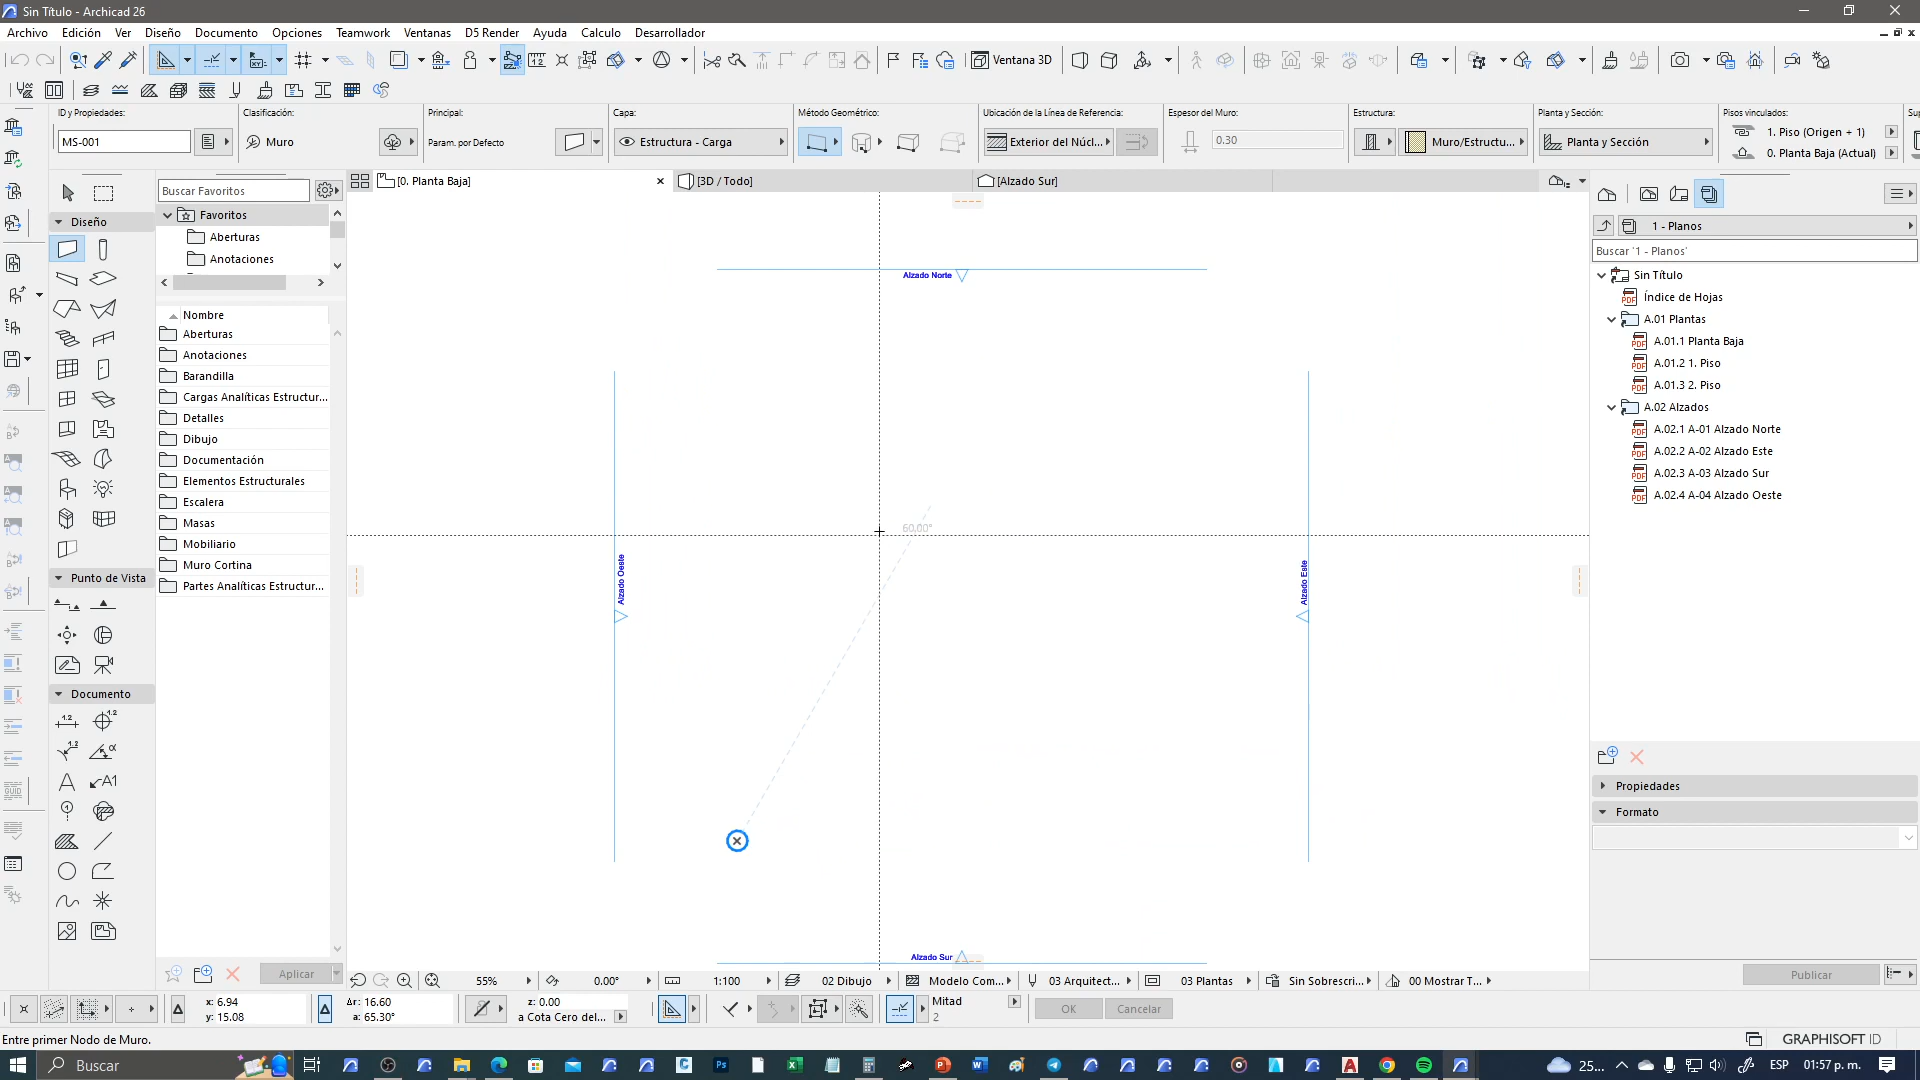 Sin Título - Archicad 26
Archivo Edición Ver Diseño Documento Opciones Teamwork Ventanas D5 Render Ayuda Calculo Desarrollador
Ventana 3D
ID y Propiedades: Clasificación: Principal: Capa: Método Geométrico: Ubicación de la Línea de Referencia: Espesor del Muro: Estructura: Planta y Sección: Pisos vinculados:
MS-001 Muro Param. por Defecto Estructura - Carga Exterior del Núcl... 0.30 Muro/Estructu... Planta y Sección
1. Piso (Origen + 1)
0. Planta Baja (Actual)
Buscar Favoritos
[0. Planta Baja] [3D / Todo] [Alzado Sur]
Diseño
Favoritos
Aberturas
Anotaciones
Nombre
Aberturas
Anotaciones
Barandilla
Cargas Analíticas Estructur...
Detalles
Dibujo
Documentación
Elementos Estructurales
Escalera
Masas
Mobiliario
Muro Cortina
Partes Analíticas Estructur...
Punto de Vista
Documento
Aplicar
Alzado Norte
Alzado Oeste
Alzado Este
Alzado Sur
60.00°
1 - Planos
Buscar '1 - Planos'
Sin Título
Índice de Hojas
A.01 Plantas
A.01.1 Planta Baja
A.01.2 1. Piso
A.01.3 2. Piso
A.02 Alzados
A.02.1 A-01 Alzado Norte
A.02.2 A-02 Alzado Este
A.02.3 A-03 Alzado Sur
A.02.4 A-04 Alzado Oeste
Propiedades
Formato
Publicar
55% 0.00° 1:100 02 Dibujo Modelo Com... 03 Arquitect... 03 Plantas Sin Sobrescri... 00 Mostrar T...
x: 6.94
y: 15.08
Δr: 16.60
a: 65.30°
z: 0.00
a Cota Cero del...
Mitad
2
OK Cancelar
Entre primer Nodo de Muro.
GRAPHISOFT ID
Buscar
25...
ESP
01:57 p. m.